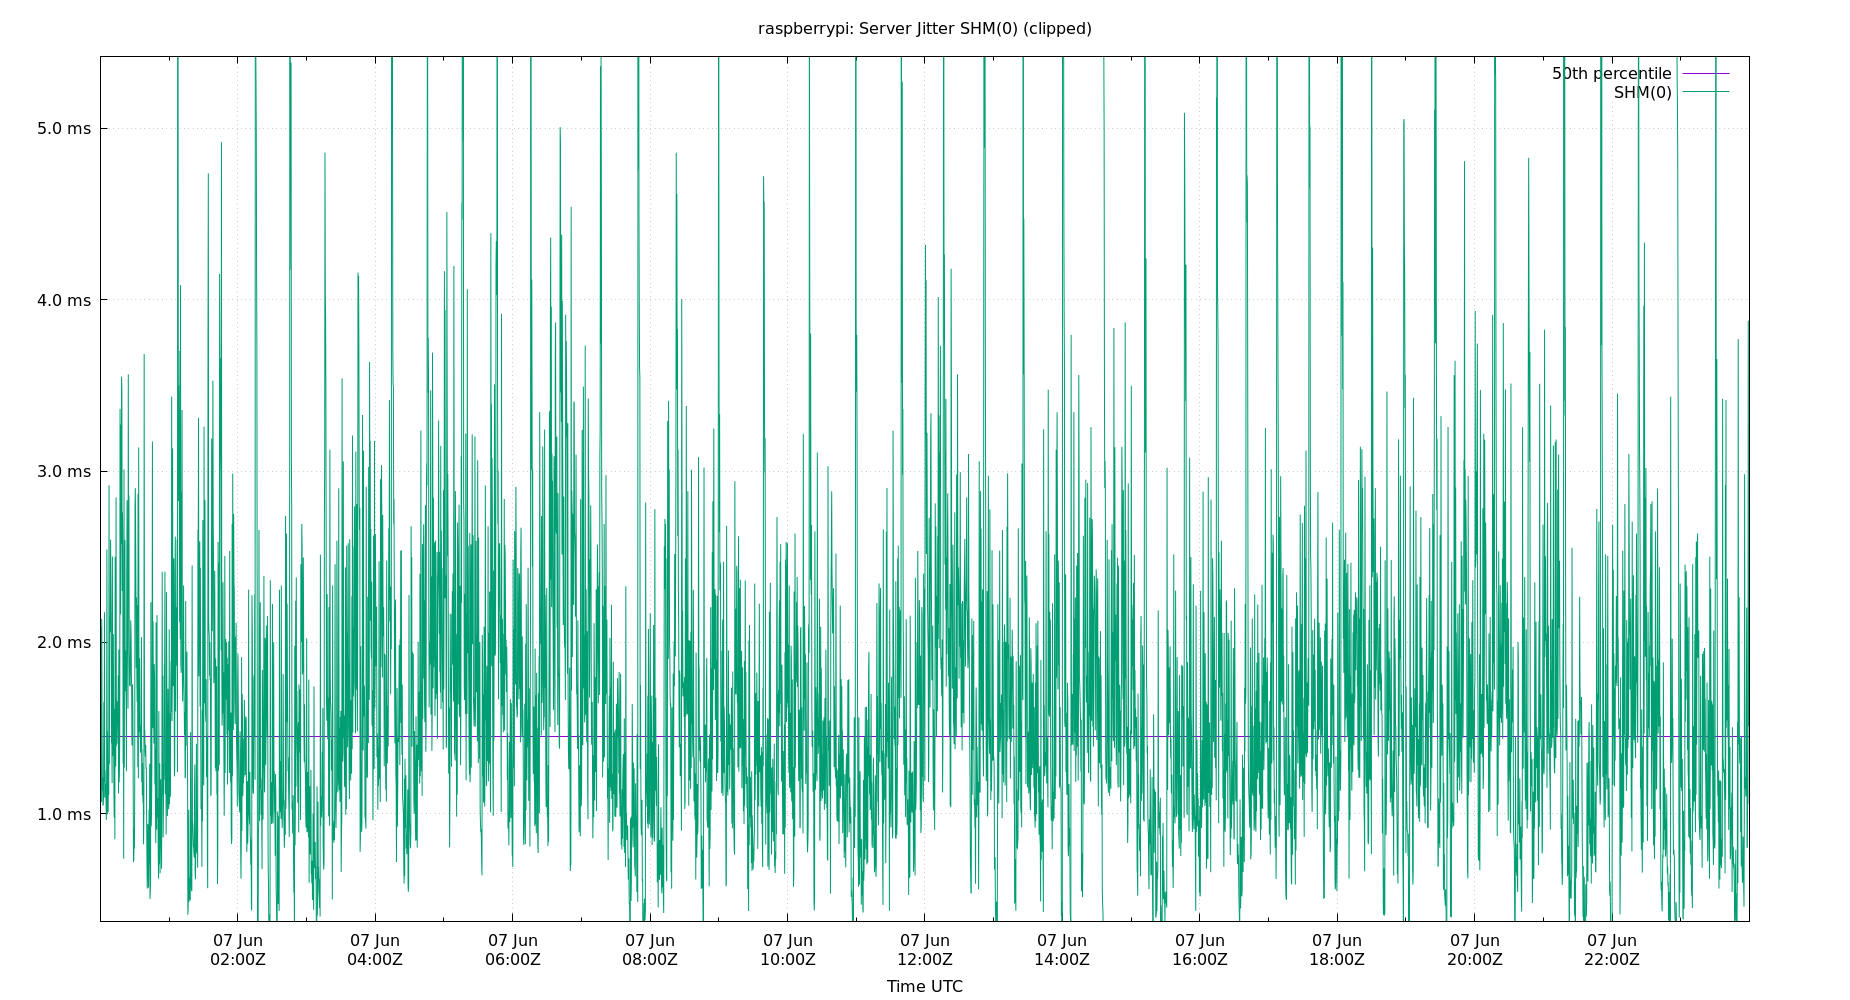 raspberrypi: Server Jitter SHM(0) (clipped)
50th percentile
SHM(0)
5.0 ms
4.0 ms
3.0 ms
2.0 ms
1.0 ms
07 Jun 07 Jun 07 Jun 07 Jun 07 Jun 07 Jun 07 Jun 07 Jun 07 Jun 07 Jun 07 Jun
02:00Z 04:00Z 06:00Z 08:00Z 10:00Z 12:00Z 14:00Z 16:00Z 18:00Z 20:00Z 22:00Z
Time UTC